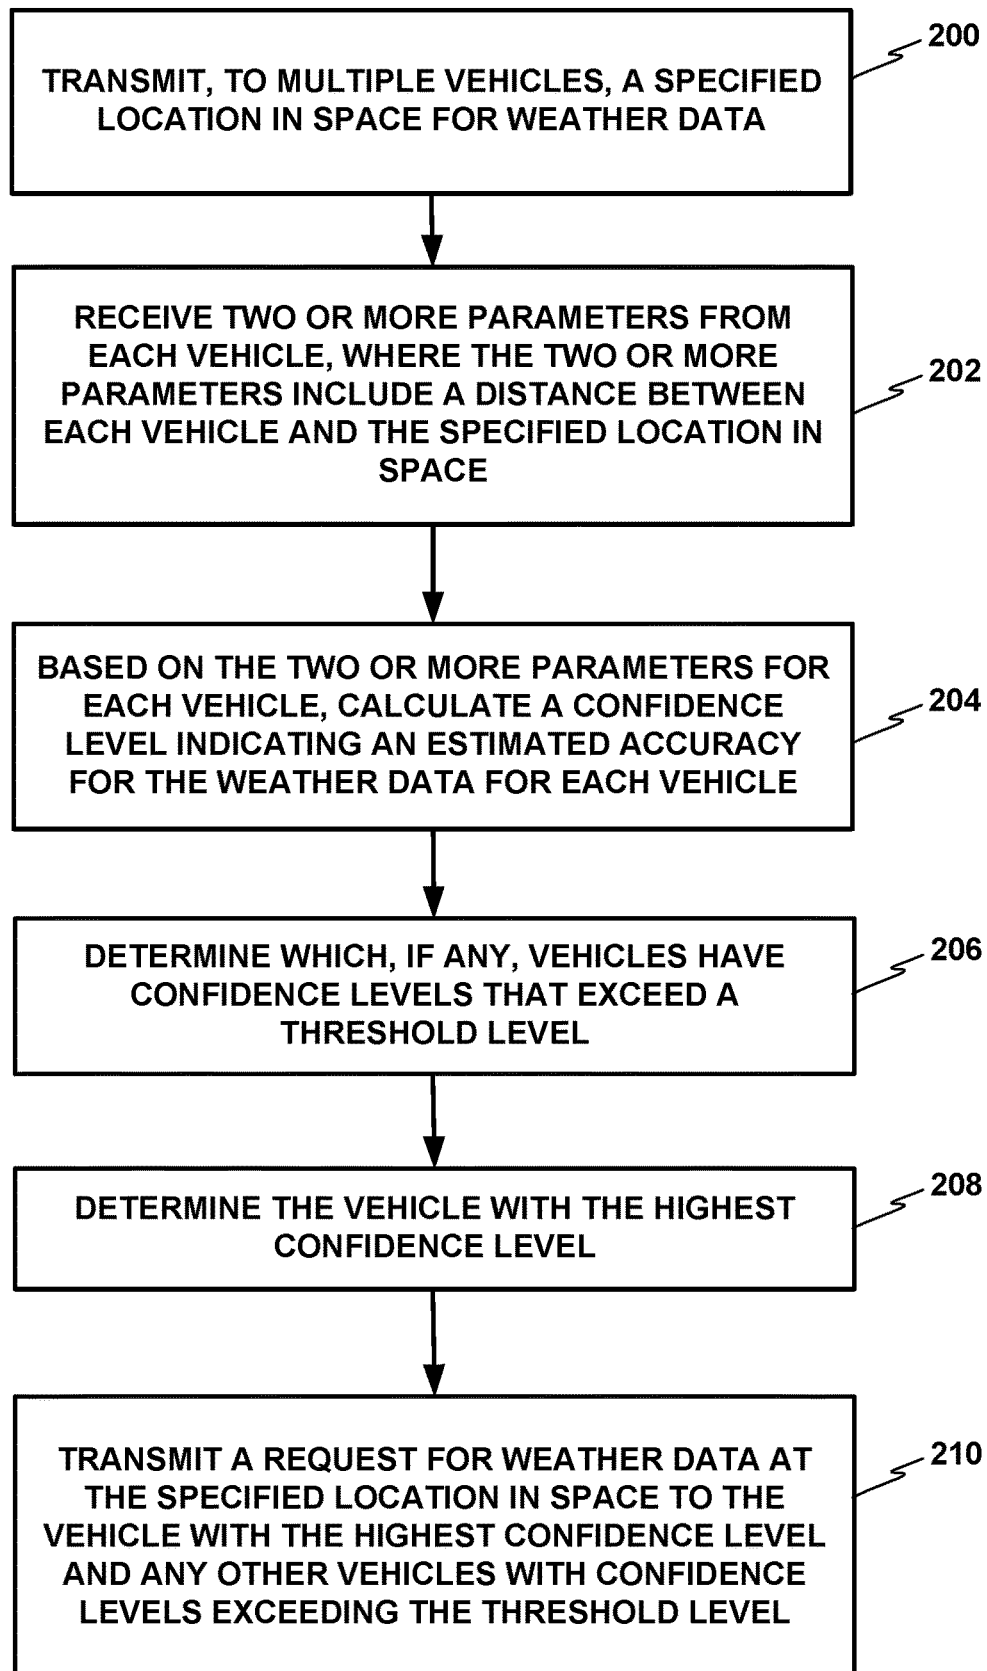 200
TRANSMIT, TO MULTIPLE VEHICLES, A SPECIFIED
LOCATION IN SPACE FOR WEATHER DATA
RECEIVE TWO OR MORE PARAMETERS FROM
EACH VEHICLE, WHERE THE TWO OR MORE
PARAMETERS INCLUDE A DISTANCE BETWEEN
EACH VEHICLE AND THE SPECIFIED LOCATION IN
SPACE
202
BASED ON THE TWO OR MORE PARAMETERS FOR
EACH VEHICLE, CALCULATE A CONFIDENCE
LEVEL INDICATING AN ESTIMATED ACCURACY
FOR THE WEATHER DATA FOR EACH VEHICLE
204
DETERMINE WHICH, IF ANY, VEHICLES HAVE
CONFIDENCE LEVELS THAT EXCEED A
THRESHOLD LEVEL
206
DETERMINE THE VEHICLE WITH THE HIGHEST
CONFIDENCE LEVEL
208
TRANSMIT A REQUEST FOR WEATHER DATA AT
THE SPECIFIED LOCATION IN SPACE TO THE
VEHICLE WITH THE HIGHEST CONFIDENCE LEVEL
AND ANY OTHER VEHICLES WITH CONFIDENCE
LEVELS EXCEEDING THE THRESHOLD LEVEL
210